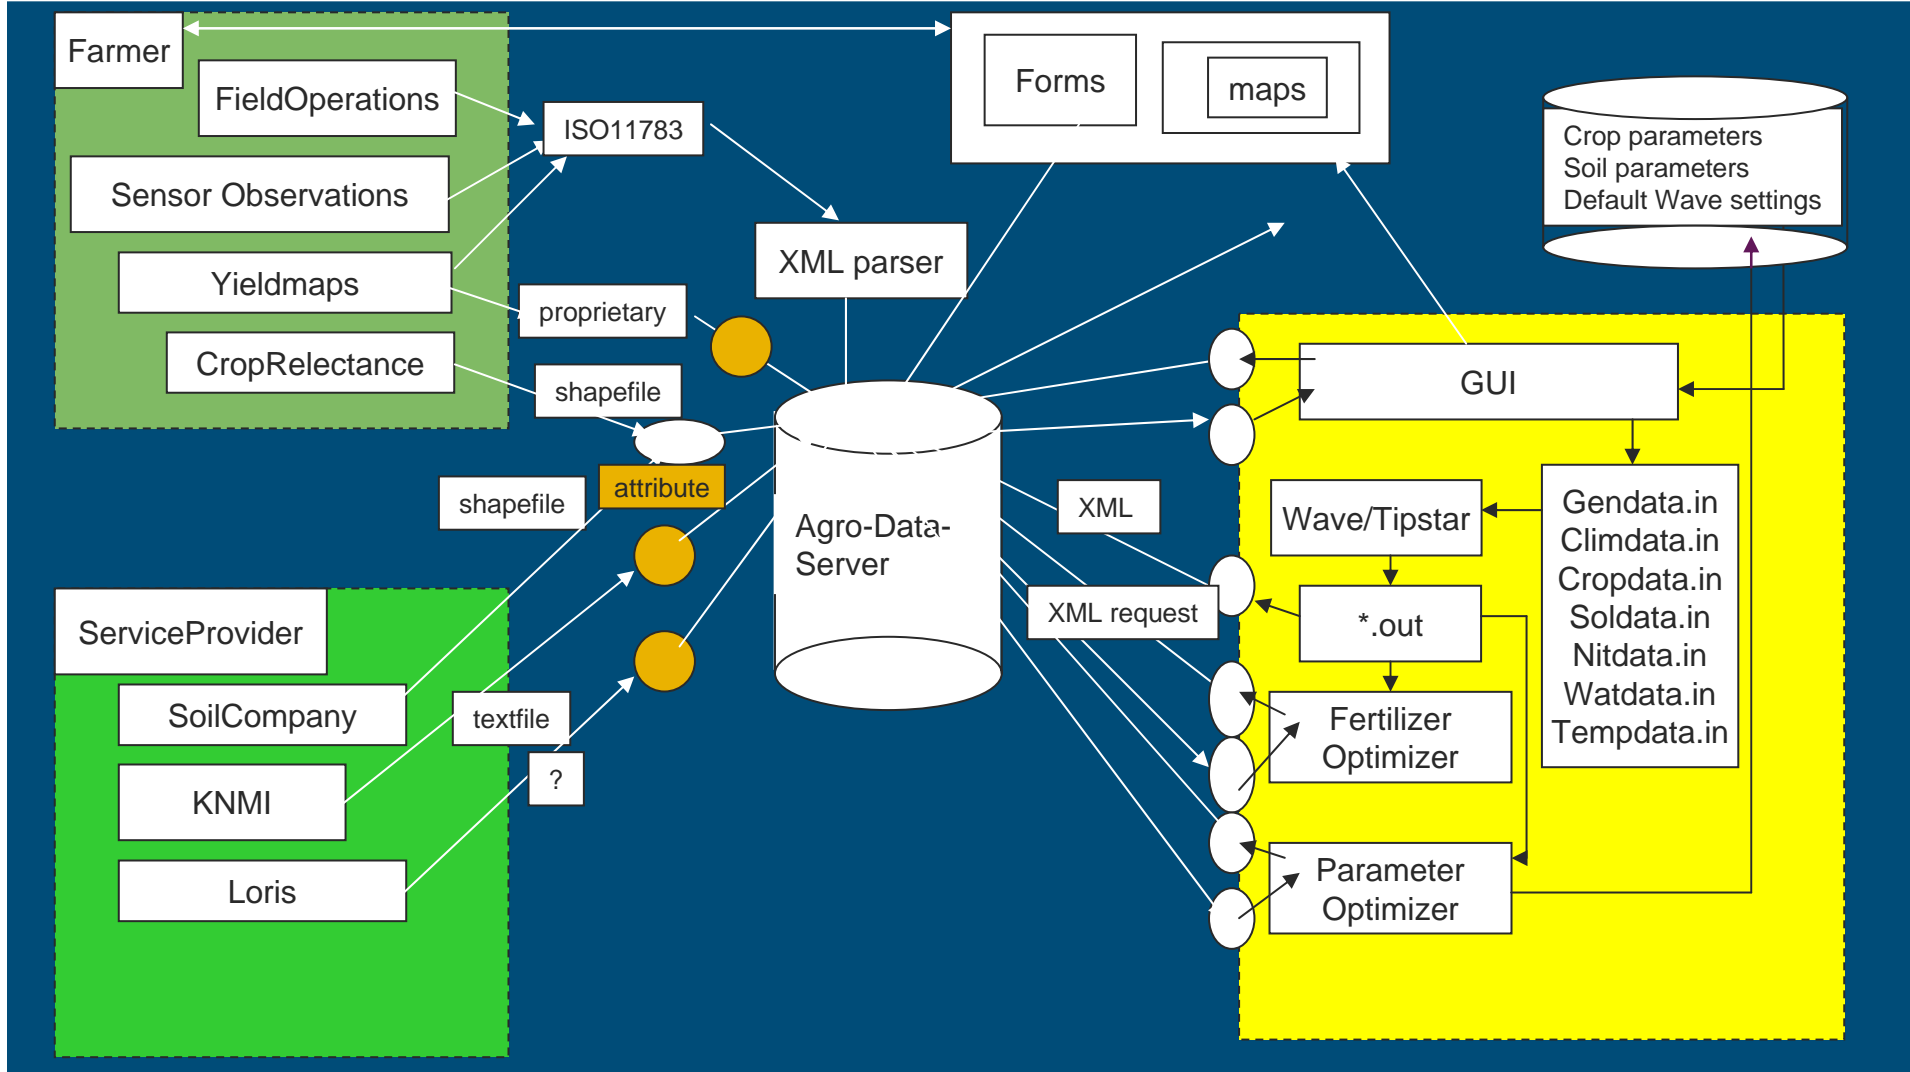 Farmer
FieldOperations
Sensor Observations
Yieldmaps
CropRelectance
ISO11783
XML parser
proprietary
shapefile
attribute
shapefile
Forms
maps
Crop parameters
Soil parameters
Default Wave settings
Agro-Data-
Server
XML
XML request
GUI
Wave/Tipstar
*.out
Fertilizer
Optimizer
Parameter
Optimizer
Gendata.in
Climdata.in
Cropdata.in
Soldata.in
Nitdata.in
Watdata.in
Tempdata.in
ServiceProvider
SoilCompany
KNMI
Loris
textfile
?